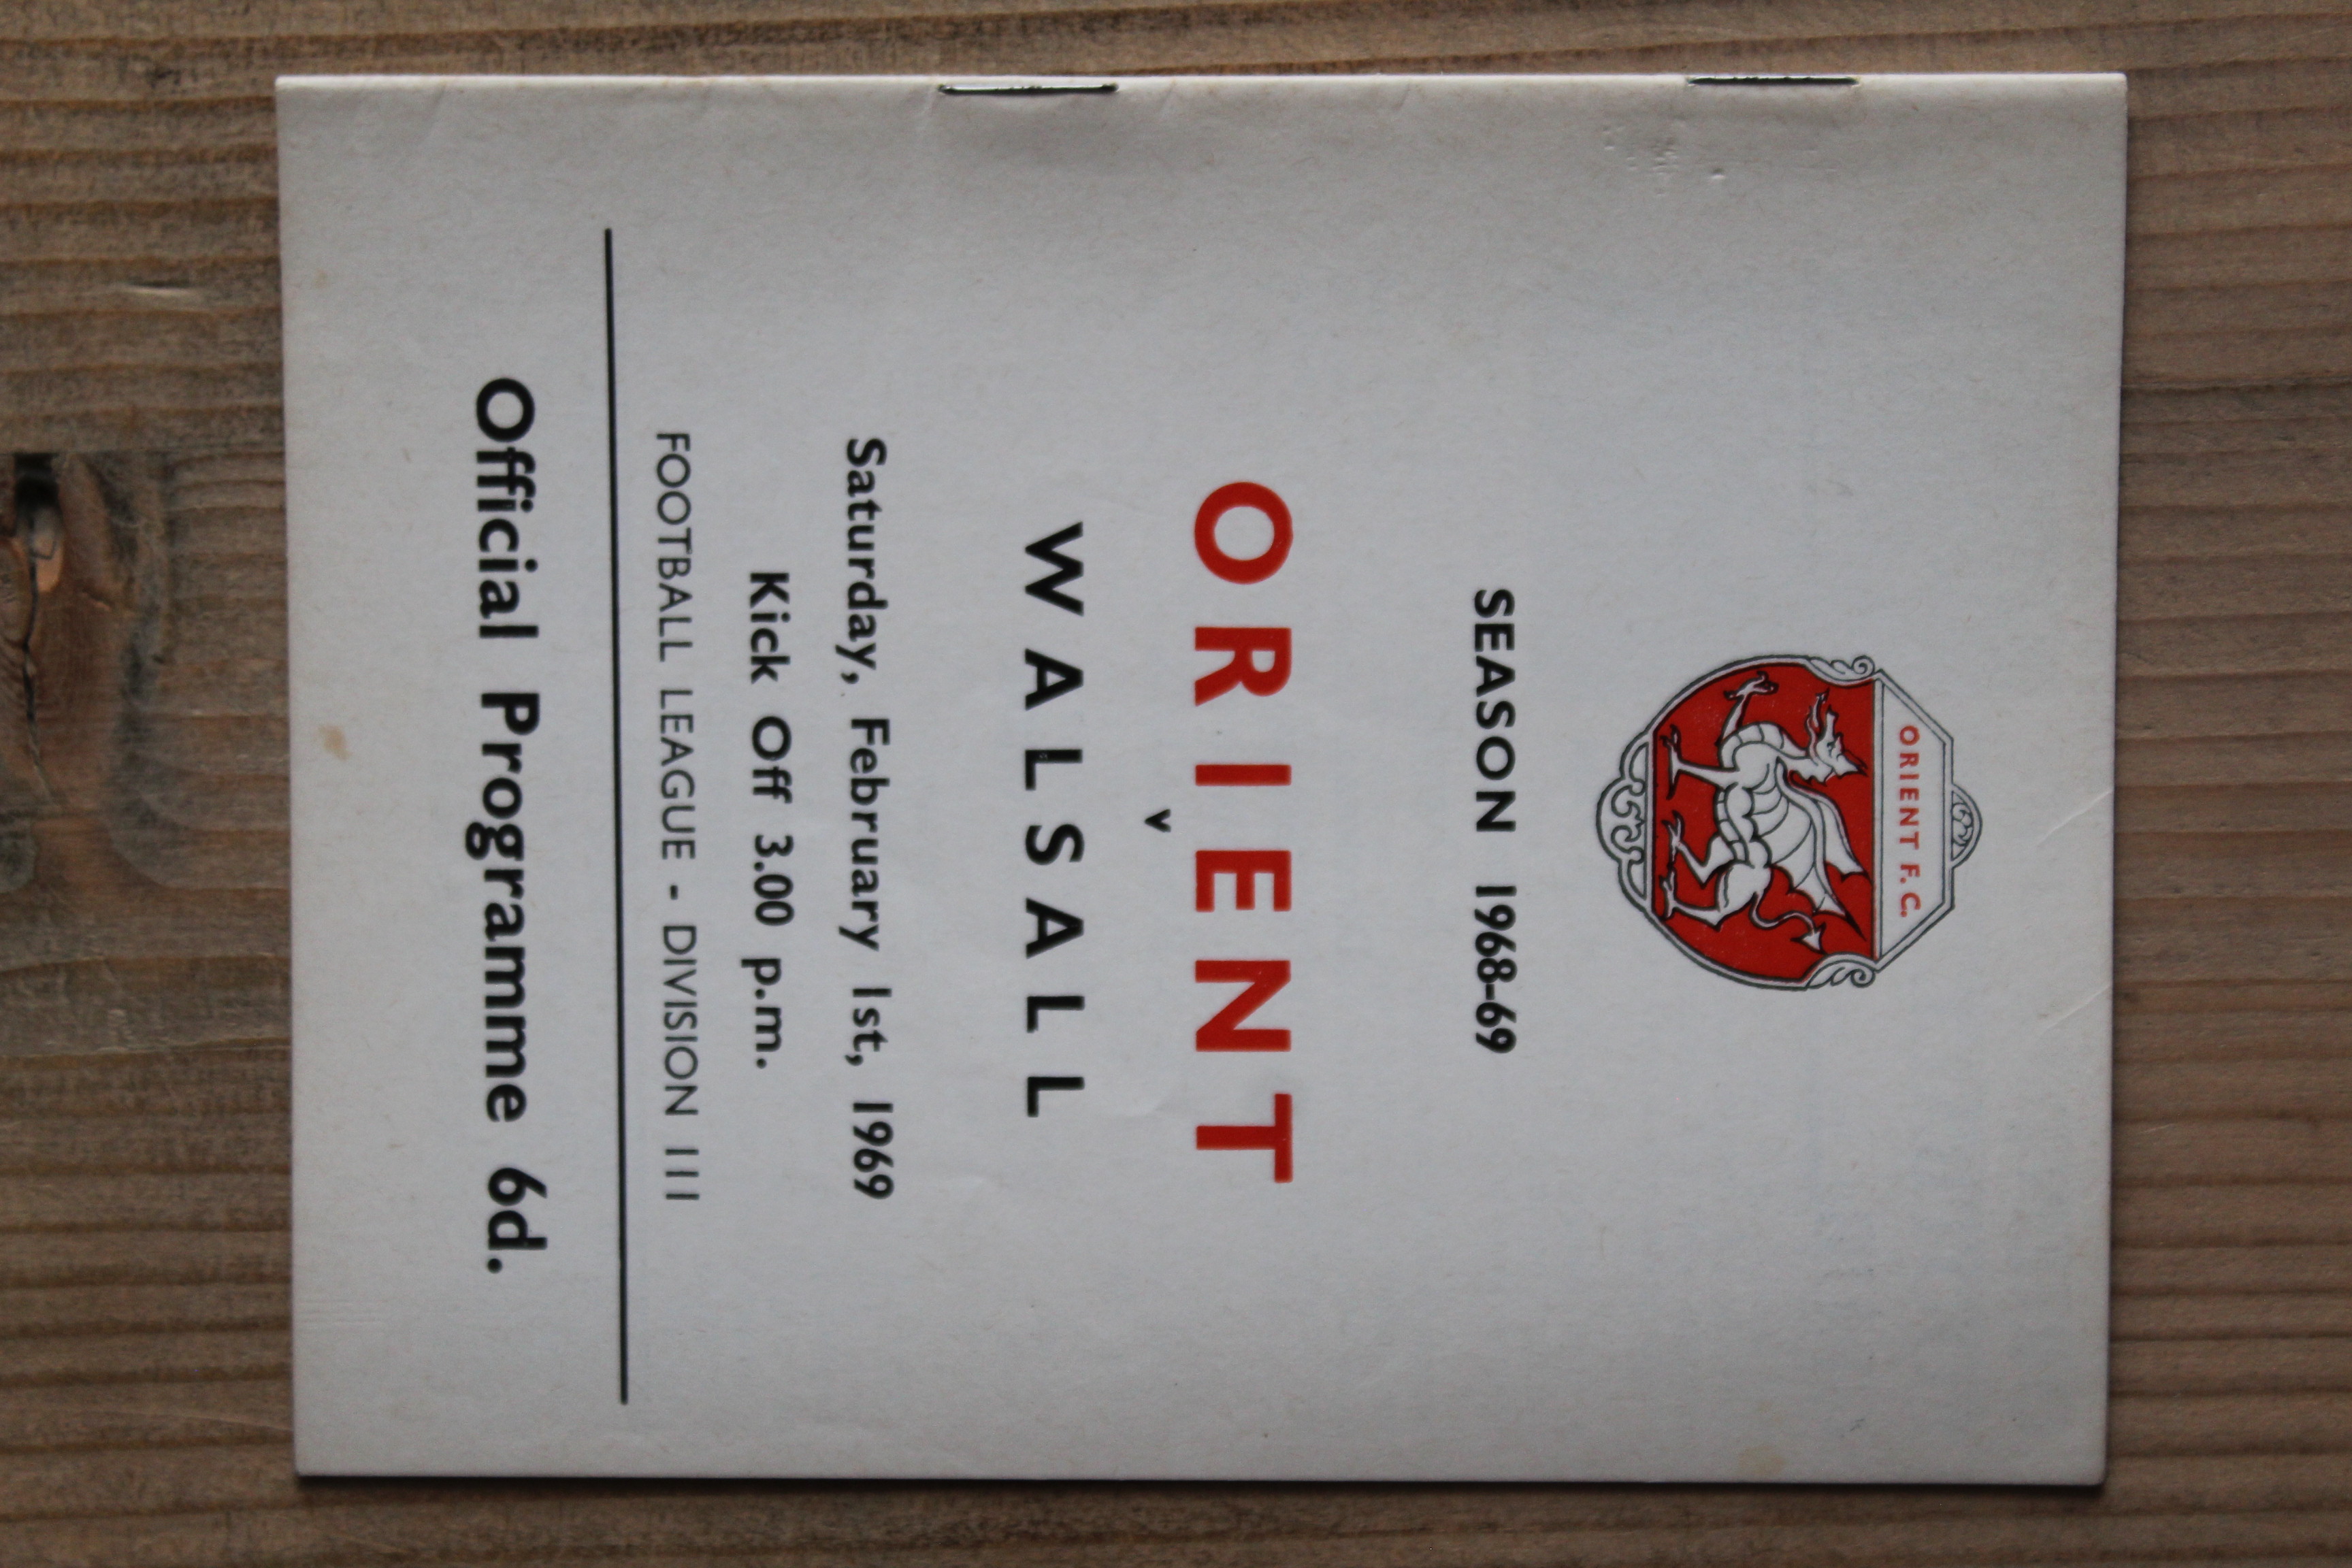 ORIENT F.C.
SEASON 1968-69
ORIENT
v
WALSALL
Saturday, February 1st, 1969
Kick Off 3.00 p.m.
FOOTBALL LEAGUE - DIVISION III
Official Programme 6d.